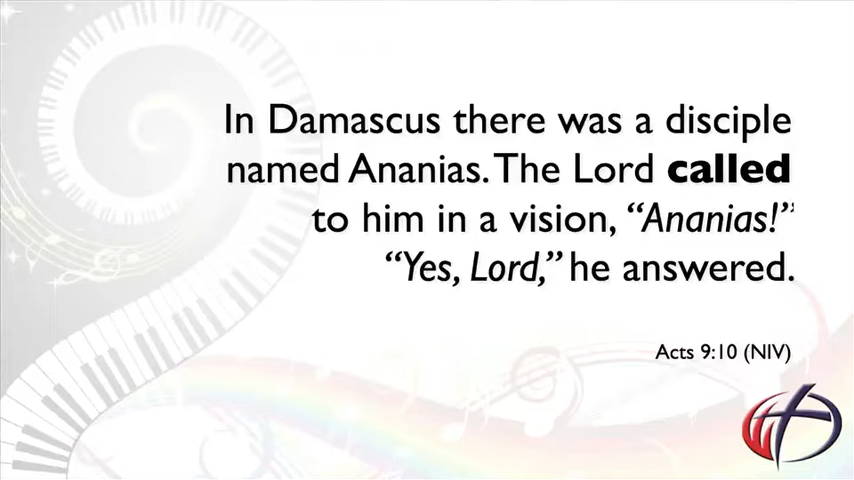 In Damascus there was a disciple
named Ananias. The Lord called
to him in a vision, “Ananias!”
“Yes, Lord,” he answered.
Acts 9:10 (NIV)